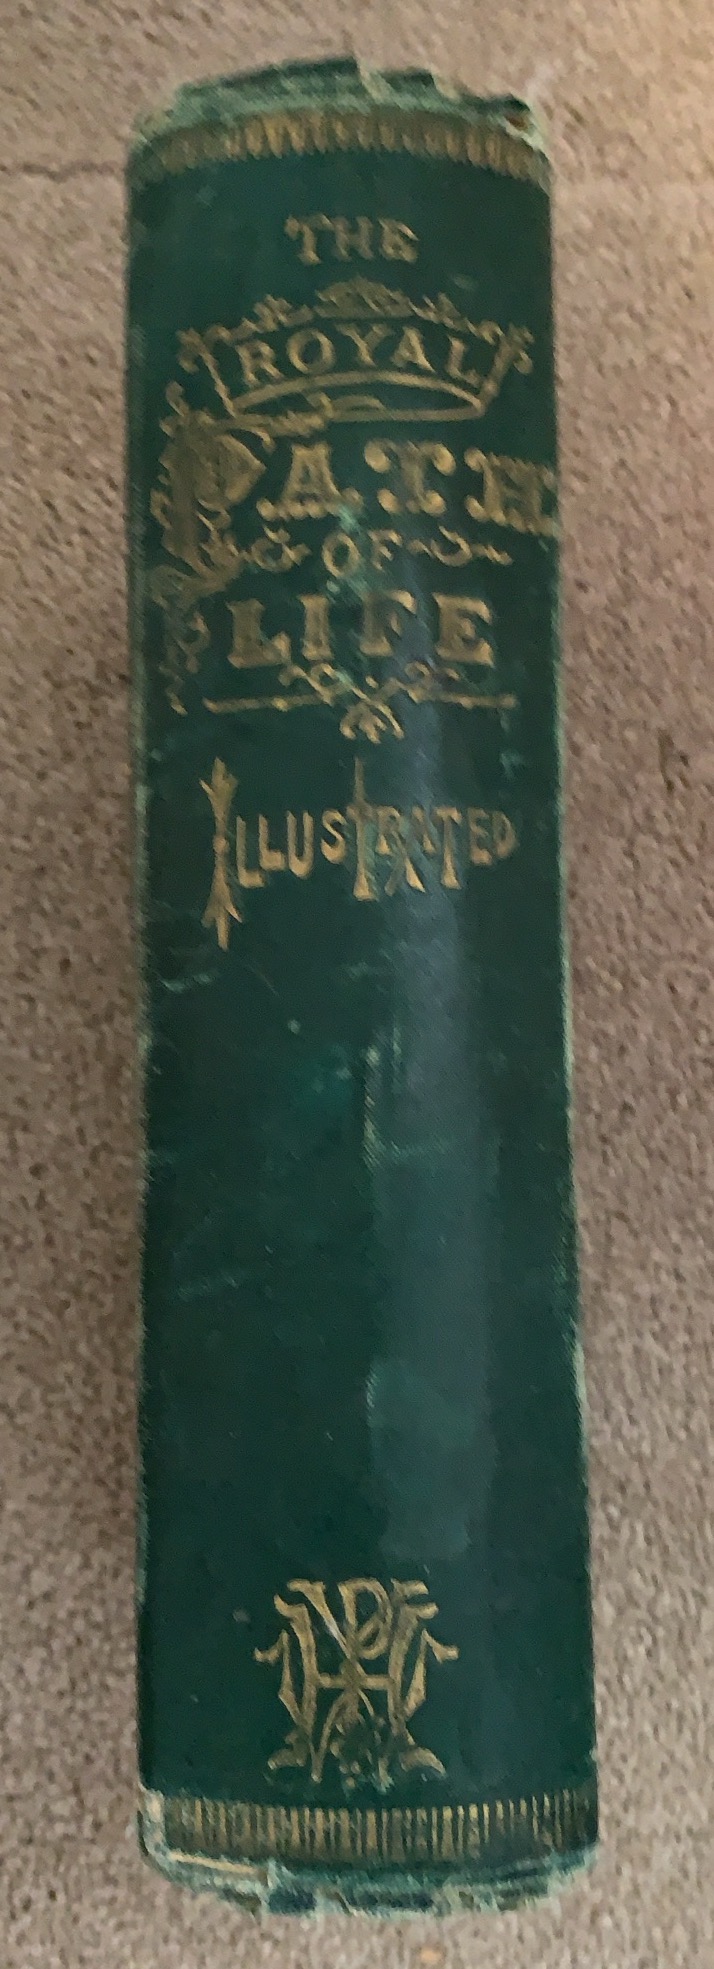 THE
ROYAL
PATH
OF
LIFE
ILLUSTRATED